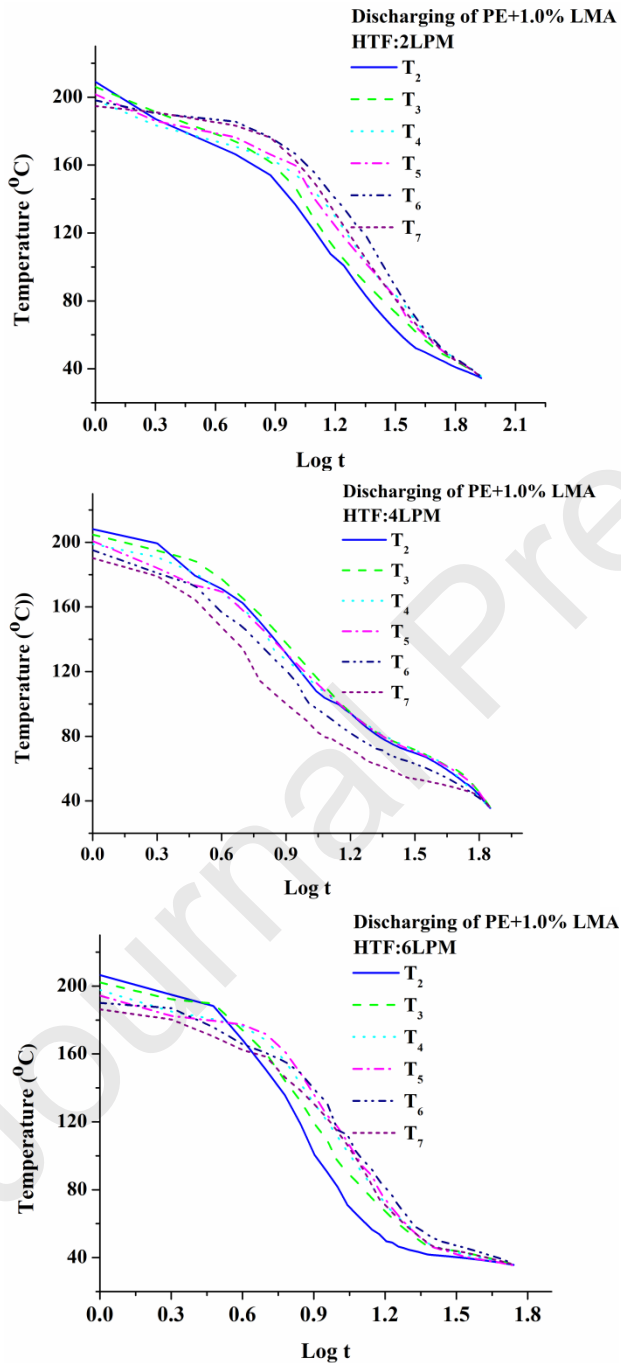 Discharging of PE+1.0% LMA
HTF:2LPM
T2
T3
T4
T5
T6
T7
Temperature (°C)
200
160
120
80
40
0.0 0.3 0.6 0.9 1.2 1.5 1.8 2.1
Log t
Discharging of PE+1.0% LMA
HTF:4LPM
T2
T3
T4
T5
T6
T7
Temperature (°C))
200
160
120
80
40
0.0 0.3 0.6 0.9 1.2 1.5 1.8
Log t
Discharging of PE+1.0% LMA
HTF:6LPM
T2
T3
T4
T5
T6
T7
Temperature (°C)
200
160
120
80
40
0.0 0.3 0.6 0.9 1.2 1.5 1.8
Log t
Journal Pre